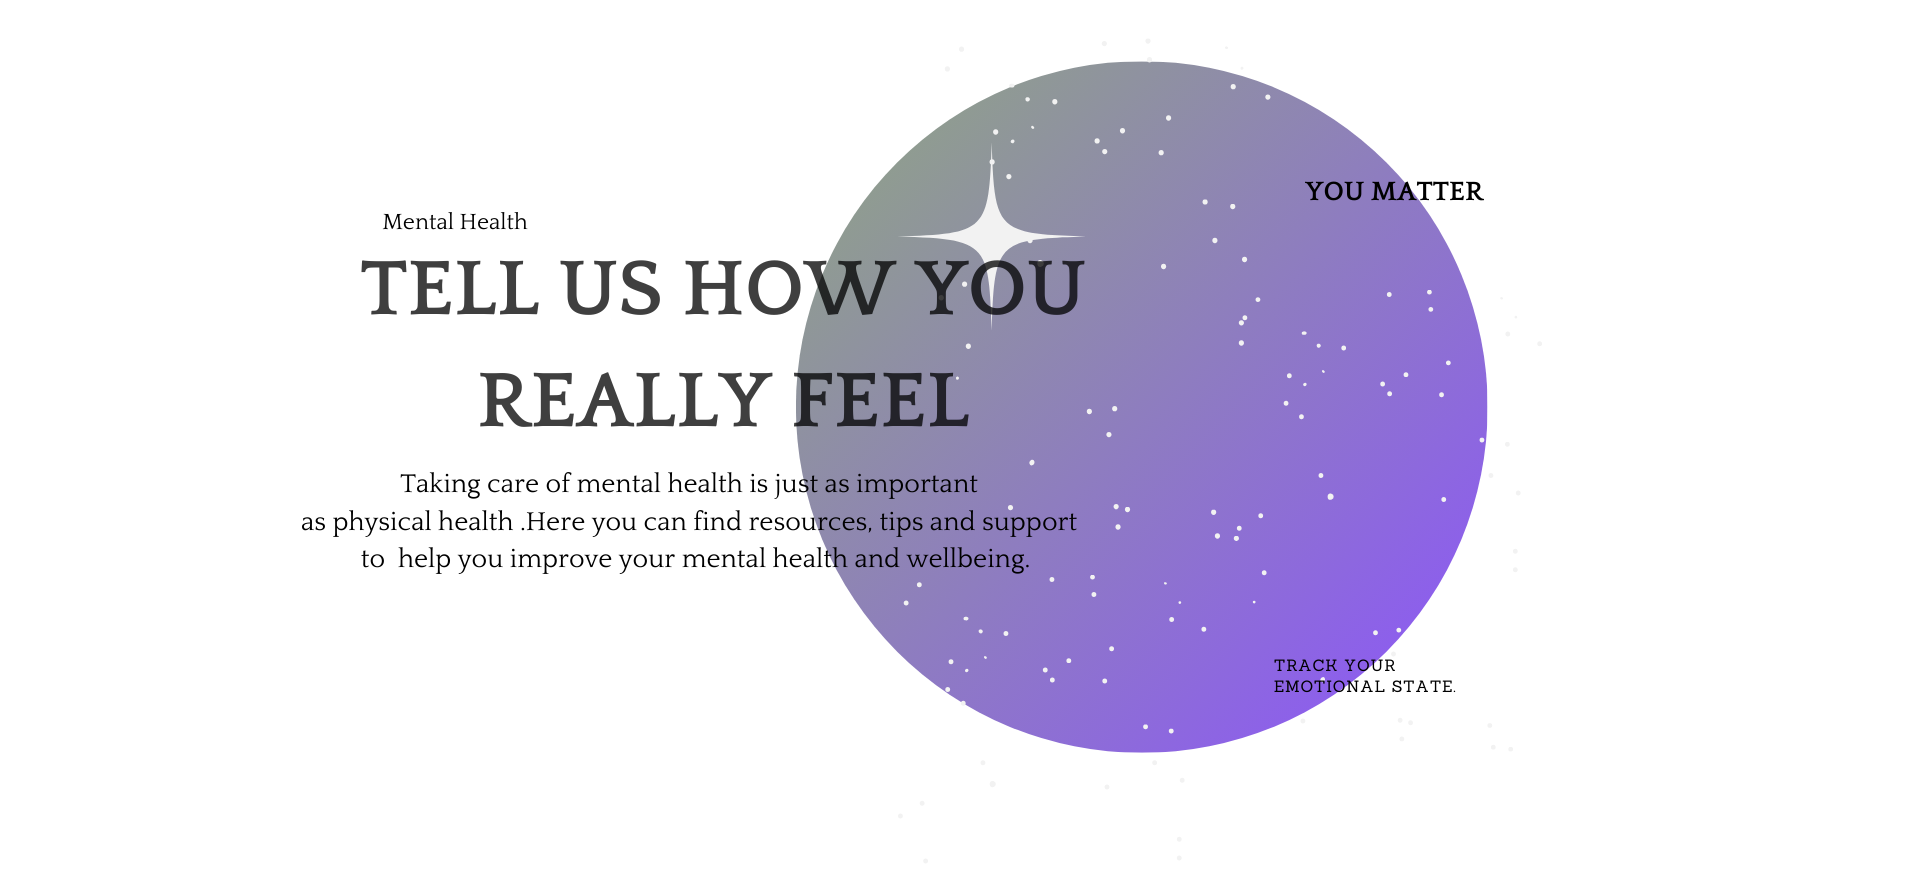 YOU MATTER
Mental Health
TELL US HOW YOU
REALLY FEEL
Taking care of mental health is just as important
as physical health .Here you can find resources, tips and support
to  help you improve your mental health and wellbeing.
TRACK YOUR
EMOTIONAL STATE.